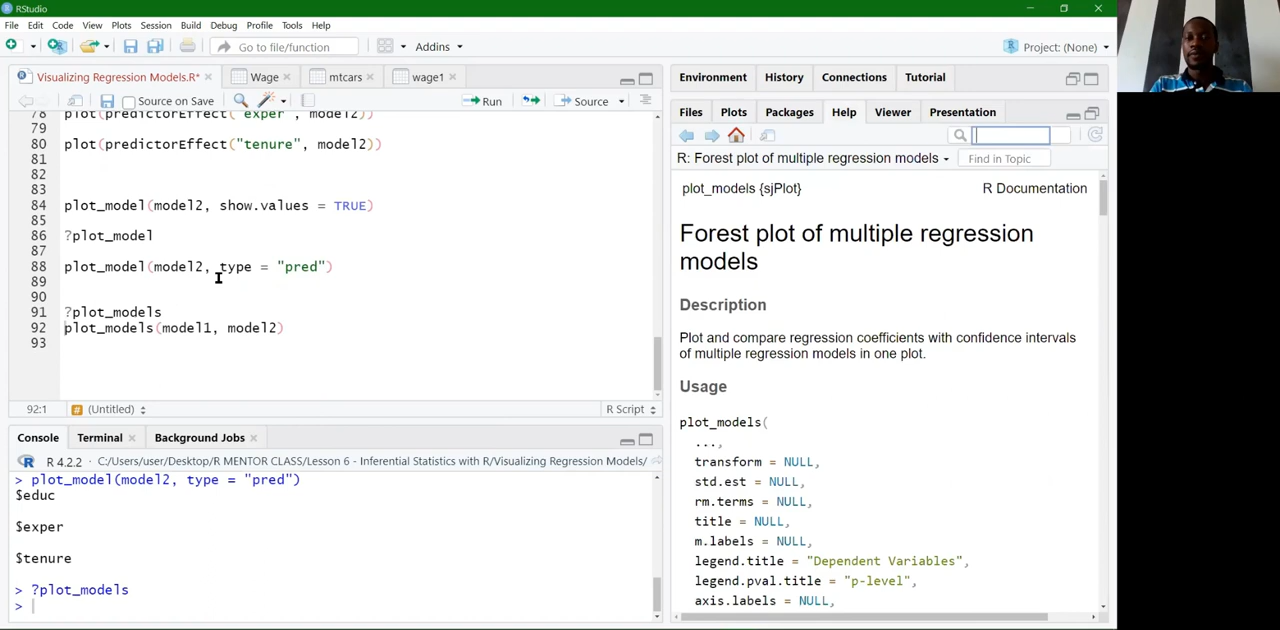 RStudio
File Edit Code View Plots Session Build Debug Profile Tools Help
Go to file/function Addins Project: (None)
Visualizing Regression Models.R* Wage mtcars wage1
Source on Save Run Source
78 plot(predictorEffect("exper", model2))
79
80 plot(predictorEffect("tenure", model2))
81
82
83
84 plot_model(model2, show.values = TRUE)
85
86 ?plot_model
87
88 plot_model(model2, type = "pred")
89
90
91 ?plot_models
92 plot_models(model1, model2)
93
92:1 (Untitled) R Script
Console Terminal Background Jobs
R 4.2.2 · C:/Users/user/Desktop/R MENTOR CLASS/Lesson 6 - Inferential Statistics with R/Visualizing Regression Models/
> plot_model(model2, type = "pred")
$educ
$exper
$tenure
> ?plot_models
>
Environment History Connections Tutorial
Files Plots Packages Help Viewer Presentation
R: Forest plot of multiple regression models Find in Topic
plot_models {sjPlot} R Documentation
Forest plot of multiple regression
models
Description
Plot and compare regression coefficients with confidence intervals
of multiple regression models in one plot.
Usage
plot_models(
...,
transform = NULL,
std.est = NULL,
rm.terms = NULL,
title = NULL,
m.labels = NULL,
legend.title = "Dependent Variables",
legend.pval.title = "p-level",
axis.labels = NULL,